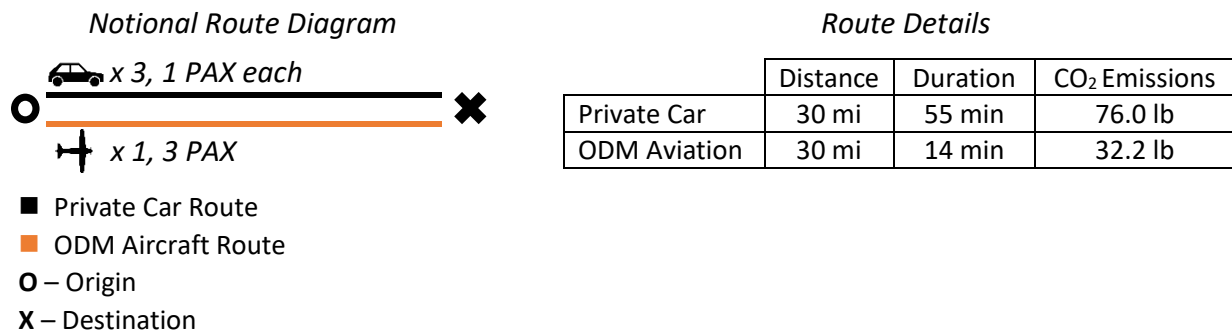 Notional Route Diagram
x 3, 1 PAX each
O
x 1, 3 PAX
Private Car Route
ODM Aircraft Route
O – Origin
X – Destination
Route Details
Distance Duration CO₂ Emissions
Private Car 30 mi 55 min 76.0 lb
ODM Aviation 30 mi 14 min 32.2 lb